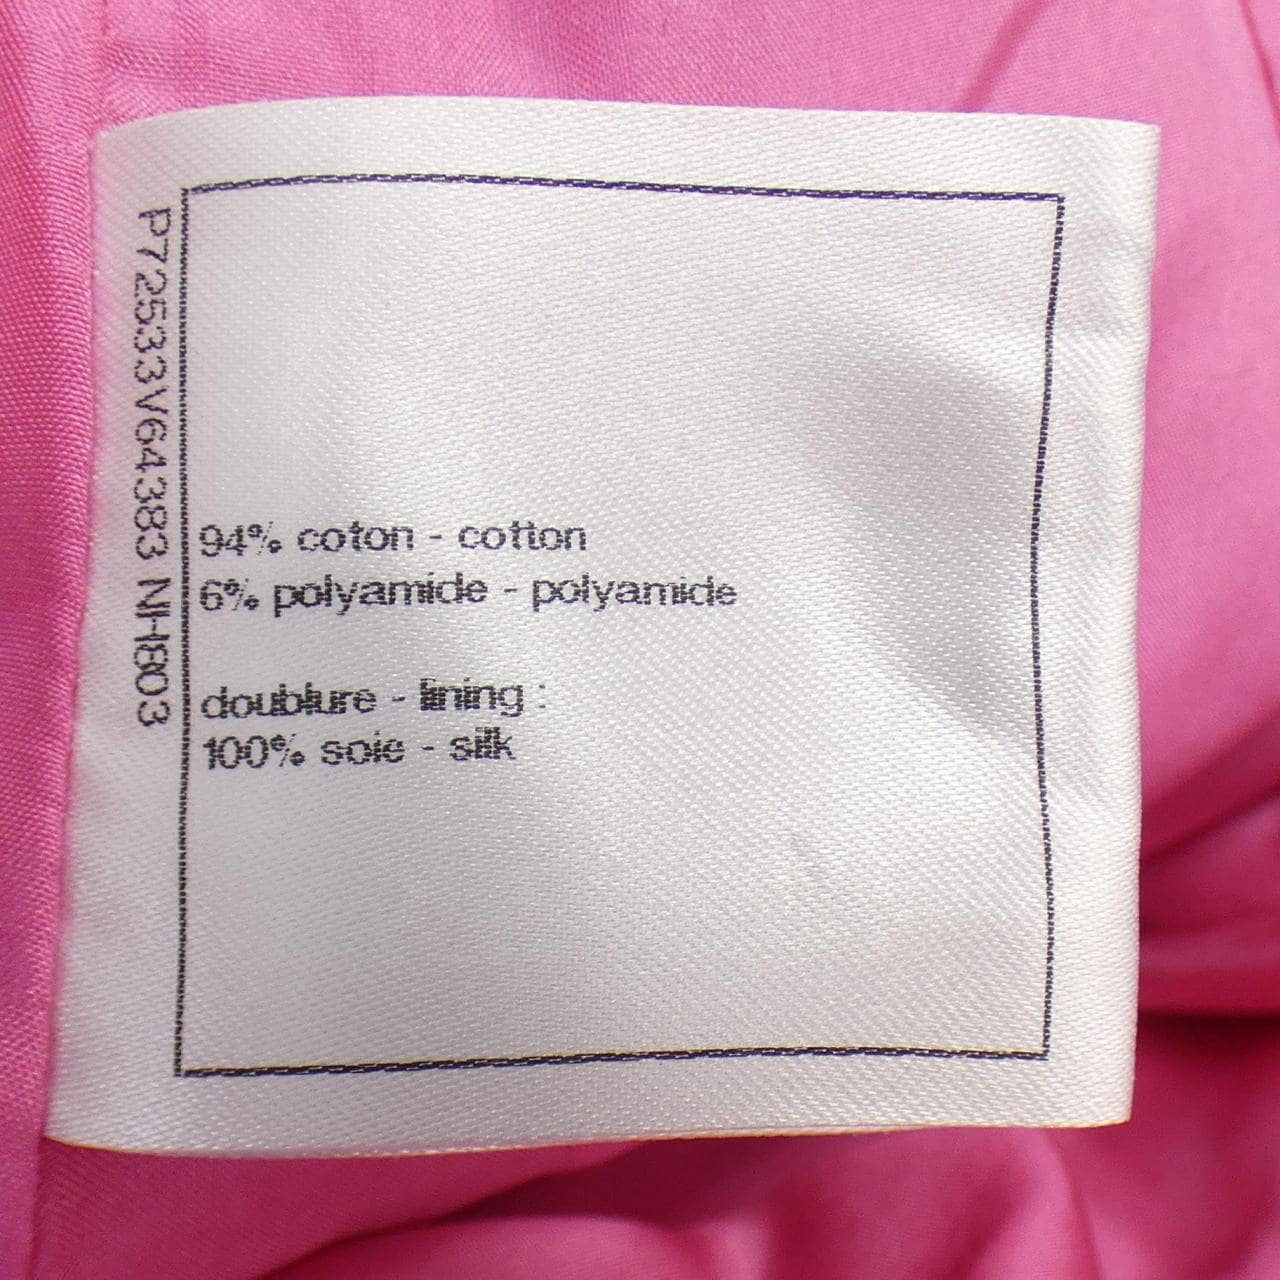 P72533V64383 NH803
94% coton - cotton
6% polyamide - polyamide
doublure - lining :
100% soie - silk